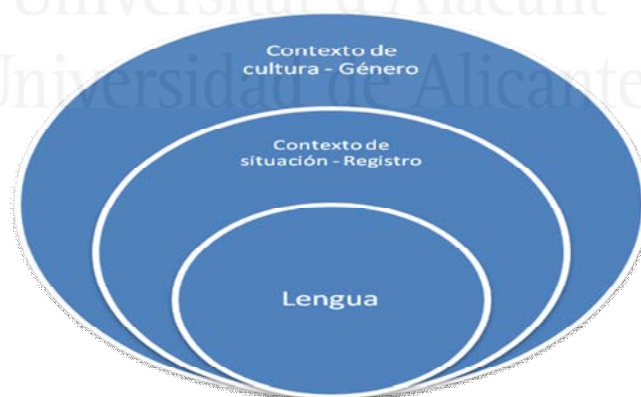 Universitat d'Alacant
Universidad de Alicante
Contexto de
cultura - Género
Contexto de
situación - Registro
Lengua